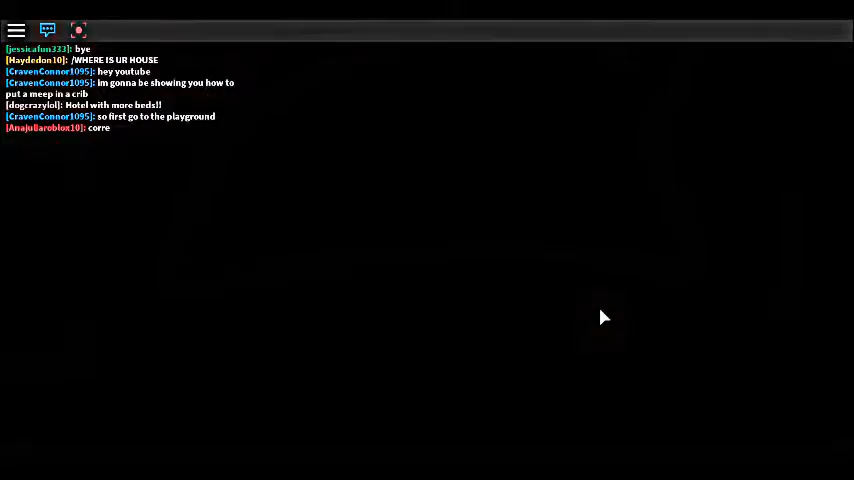 [jessicafun333]: bye
[Haydedon10]: /WHERE IS UR HOUSE
[CravenConnor1095]: hey youtube
[CravenConnor1095]: im gonna be showing you how to
put a meep in a crib
[dogcrazylol]: Hotel with more beds!!
[CravenConnor1095]: so first go to the playground
[Anajullaroblox10]: corre